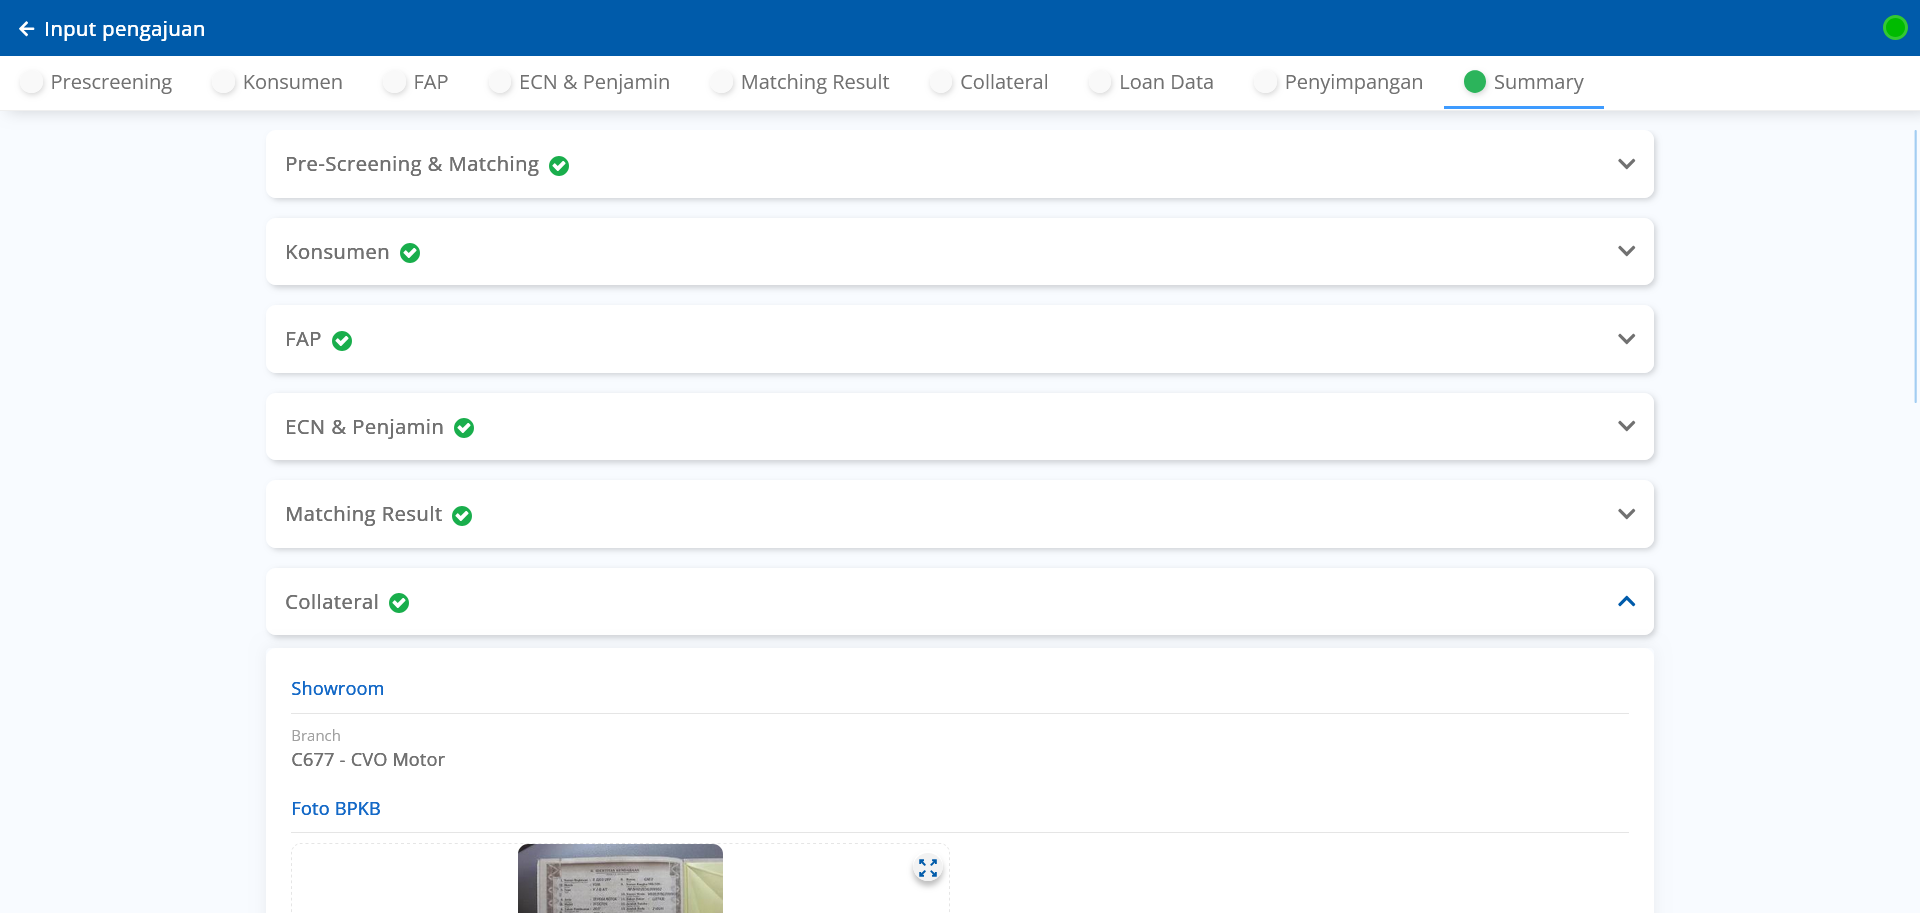 Input pengajuan
Prescreening Konsumen FAP ECN & Penjamin Matching Result Collateral Loan Data Penyimpangan Summary
Pre-Screening & Matching
Konsumen
FAP
ECN & Penjamin
Matching Result
Collateral
Showroom
Branch
C677 - CVO Motor
Foto BPKB